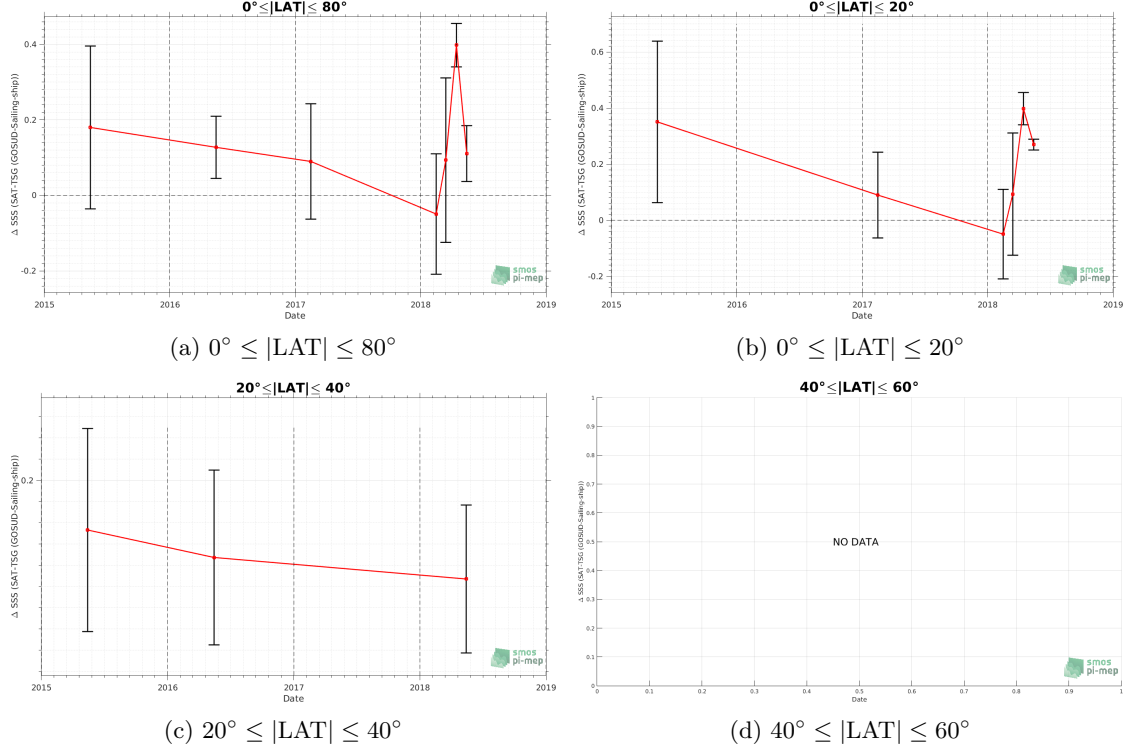 0°≤|LAT|≤ 80°
Δ SSS (SAT-TSG (GOSUD-Sailing-ship))
0.4
0.2
0
-0.2
2015 2016 2017 2018 2019
Date
smos
pi-mep
(a) 0° ≤ |LAT| ≤ 80°
0°≤|LAT|≤ 20°
Δ SSS (SAT-TSG (GOSUD-Sailing-ship))
0.6
0.4
0.2
0
-0.2
2015 2016 2017 2018 2019
Date
smos
pi-mep
(b) 0° ≤ |LAT| ≤ 20°
20°≤|LAT|≤ 40°
Δ SSS (SAT-TSG (GOSUD-Sailing-ship))
0.2
2015 2016 2017 2018 2019
Date
smos
pi-mep
(c) 20° ≤ |LAT| ≤ 40°
40°≤|LAT|≤ 60°
Δ SSS (SAT-TSG (GOSUD-Sailing-ship))
1
0.9
0.8
0.7
0.6
0.5
0.4
0.3
0.2
0.1
0
NO DATA
0 0.1 0.2 0.3 0.4 0.5 0.6 0.7 0.8 0.9 1
Date
smos
pi-mep
(d) 40° ≤ |LAT| ≤ 60°